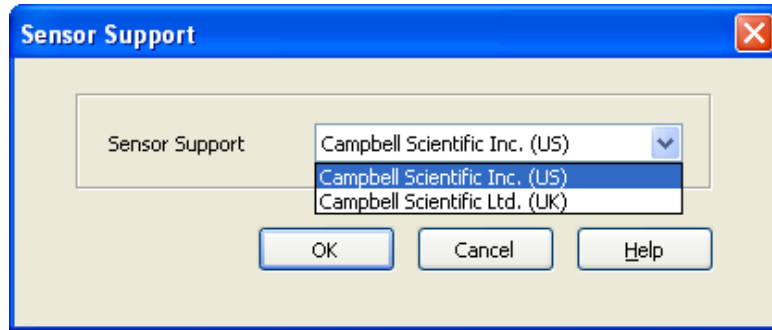 Sensor Support
Sensor Support Campbell Scientific Inc. (US)
Campbell Scientific Inc. (US)
Campbell Scientific Ltd. (UK)
OK Cancel Help